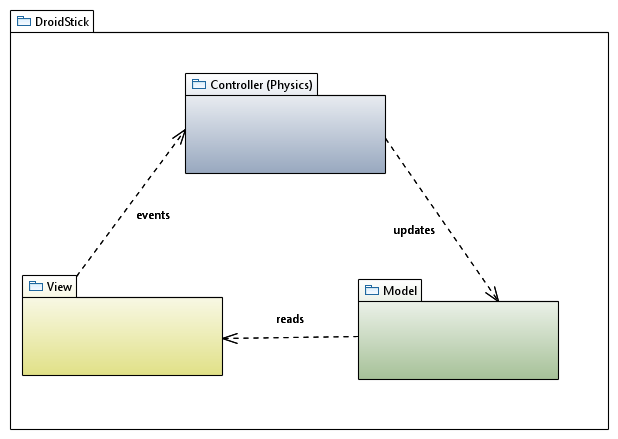 DroidStick
Controller (Physics)
events
updates
View
Model
reads